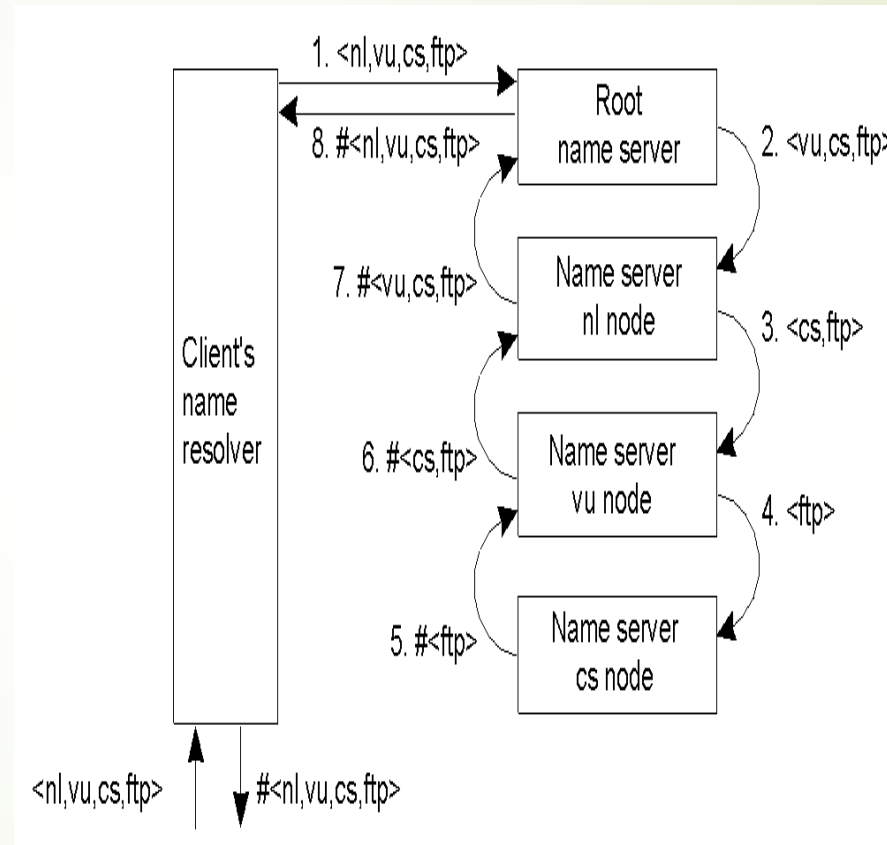 1. <nl,vu,cs,ftp>
Root
name server
2. <vu,cs,ftp>
8. #<nl,vu,cs,ftp>
Name server
nl node
7. #<vu,cs,ftp>
3. <cs,ftp>
Client's
name
resolver
Name server
vu node
6. #<cs,ftp>
4. <ftp>
Name server
cs node
5. #<ftp>
<nl,vu,cs,ftp>
#<nl,vu,cs,ftp>